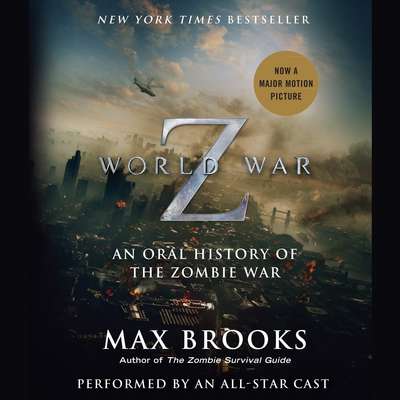 NEW YORK TIMES BESTSELLER
NOW A
MAJOR MOTION
PICTURE
WORLD WAR
Z
AN ORAL HISTORY OF
THE ZOMBIE WAR
MAX BROOKS
Author of The Zombie Survival Guide
PERFORMED BY AN ALL-STAR CAST